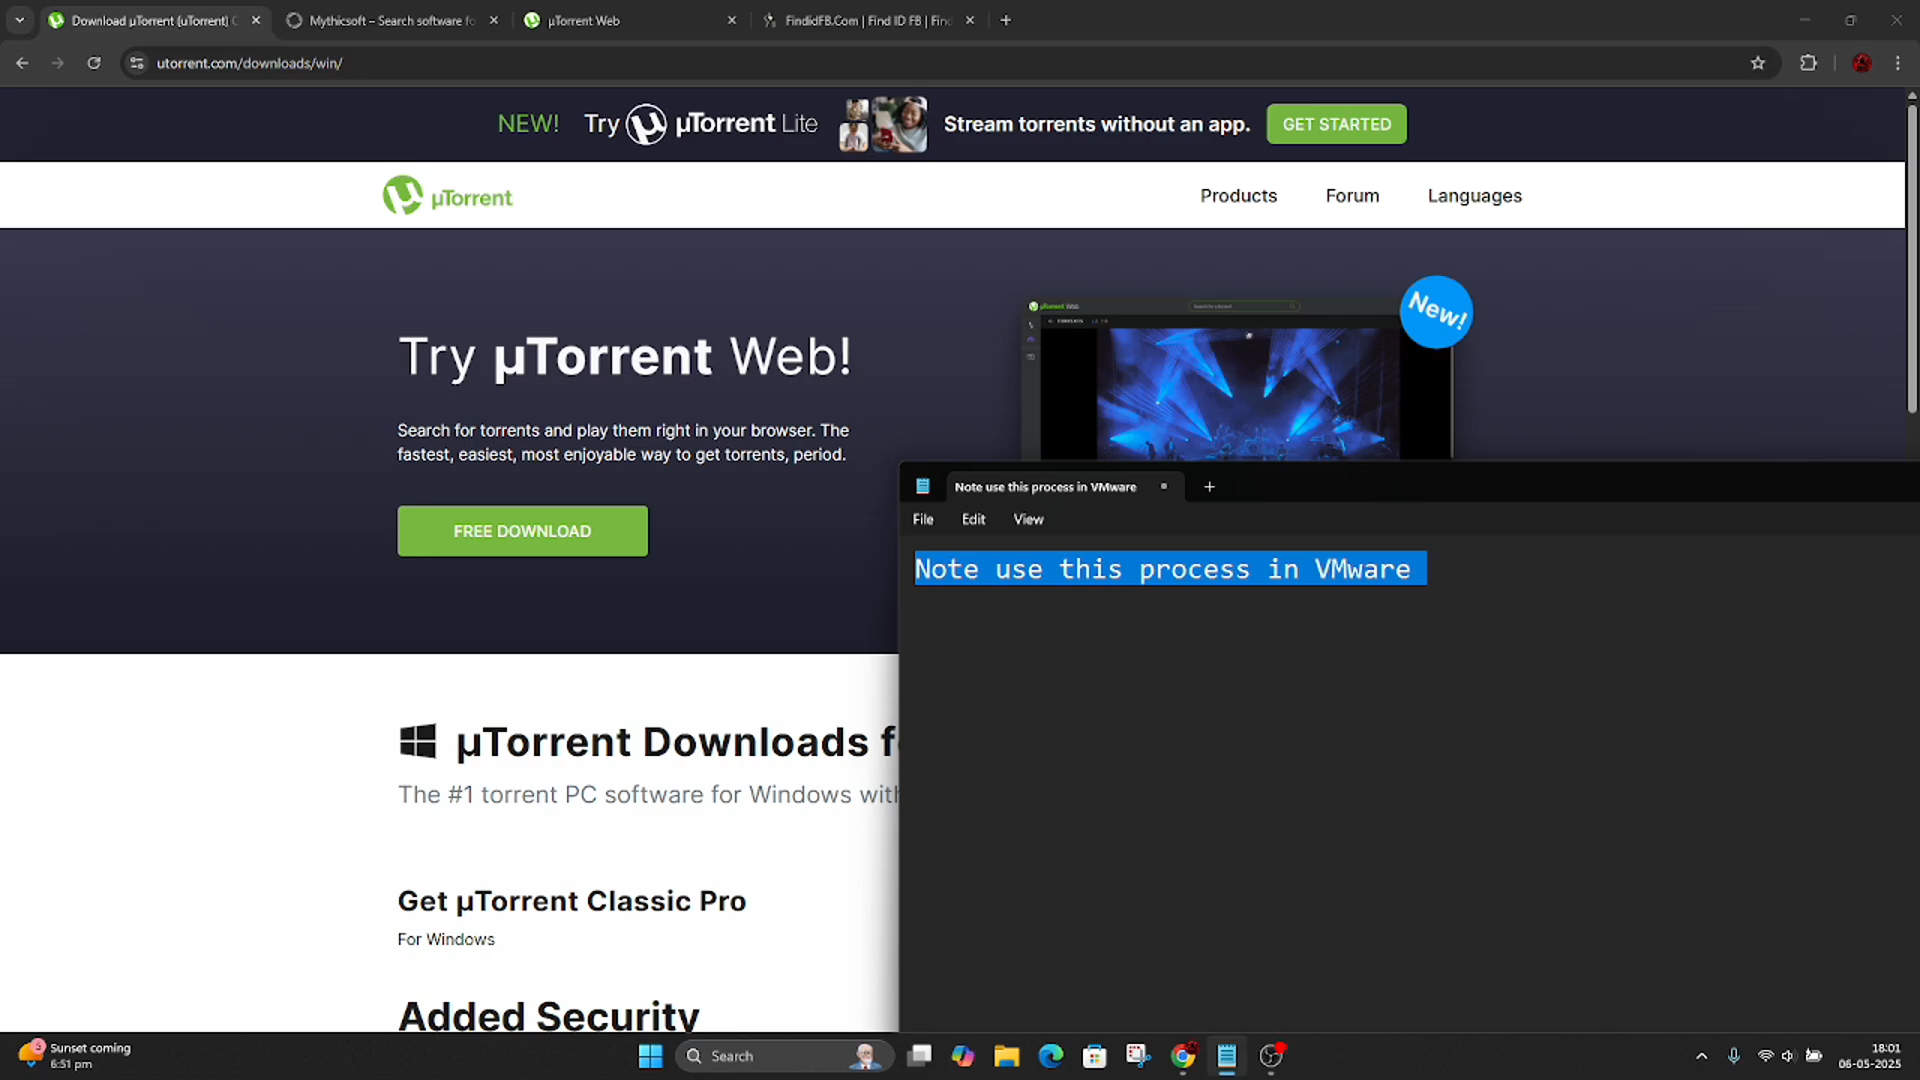 Download µTorrent (uTorrent) C
Mythicsoft – Search software fo
µTorrent Web
FindidFB.Com | Find ID FB | Find
utorrent.com/downloads/win/
NEW! Try µTorrent Lite Stream torrents without an app. GET STARTED
µTorrent
Products Forum Languages
New!
Try µTorrent Web!
Search for torrents and play them right in your browser. The
fastest, easiest, most enjoyable way to get torrents, period.
FREE DOWNLOAD
Note use this process in VMware
File Edit View
Note use this process in VMware
µTorrent Downloads f
The #1 torrent PC software for Windows with
Get µTorrent Classic Pro
For Windows
Added Security
Sunset coming
6:51 pm
Search
18:01
06-05-2025